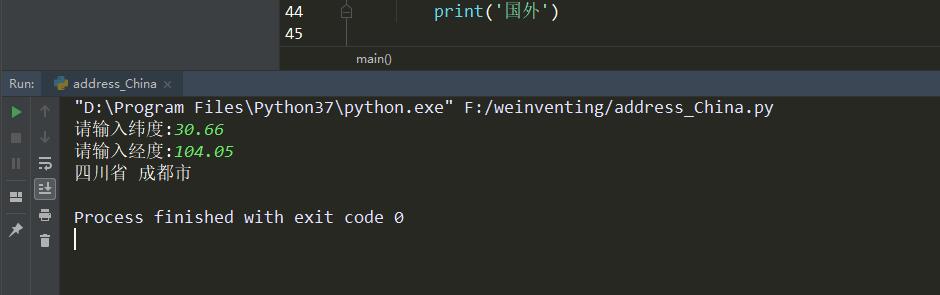 44 print('国外')
45
main()
Run: address_China ×
"D:\Program Files\Python37\python.exe" F:/weinventing/address_China.py
请输入纬度:30.66
请输入经度:104.05
四川省 成都市
Process finished with exit code 0